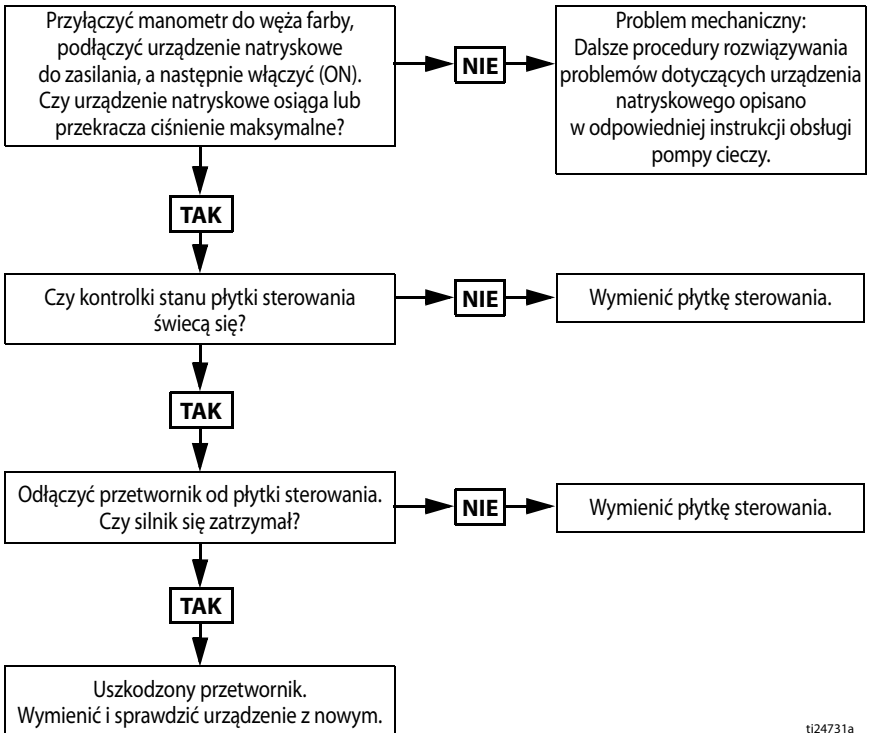 Przyłączyć manometr do węża farby,
podłączyć urządzenie natryskowe
do zasilania, a następnie włączyć (ON).
Czy urządzenie natryskowe osiąga lub
przekracza ciśnienie maksymalne?
NIE
Problem mechaniczny:
Dalsze procedury rozwiązywania
problemów dotyczących urządzenia
natryskowego opisano
w odpowiedniej instrukcji obsługi
pompy cieczy.
TAK
Czy kontrolki stanu płytki sterowania
świecą się?
NIE
Wymienić płytkę sterowania.
TAK
Odłączyć przetwornik od płytki sterowania.
Czy silnik się zatrzymał?
NIE
Wymienić płytkę sterowania.
TAK
Uszkodzony przetwornik.
Wymienić i sprawdzić urządzenie z nowym.
ti24731a